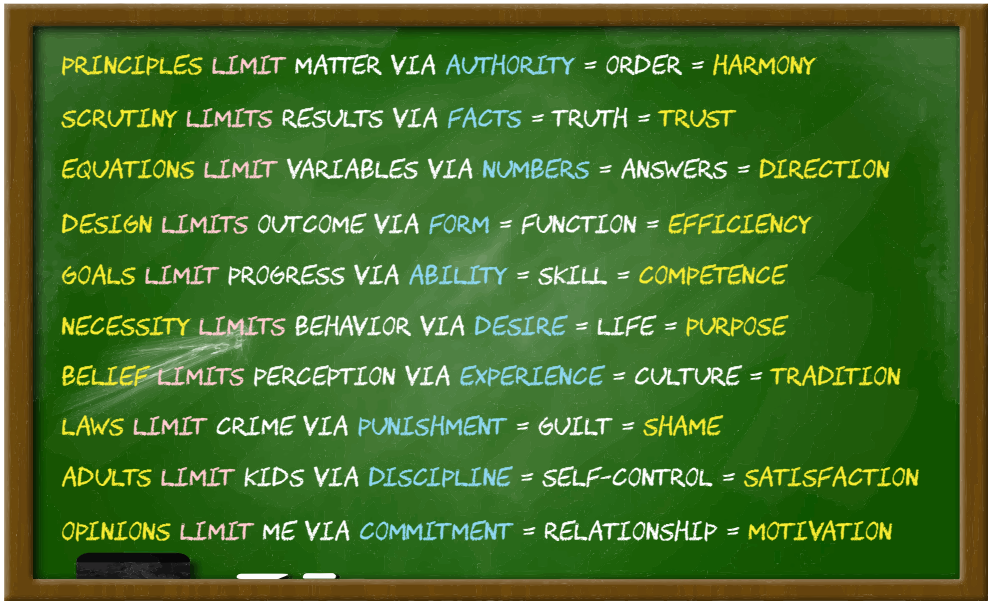 PRINCIPLES LIMIT MATTER VIA AUTHORITY = ORDER = HARMONY
SCRUTINY LIMITS RESULTS VIA FACTS = TRUTH = TRUST
EQUATIONS LIMIT VARIABLES VIA NUMBERS = ANSWERS = DIRECTION
DESIGN LIMITS OUTCOME VIA FORM = FUNCTION = EFFICIENCY
GOALS LIMIT PROGRESS VIA ABILITY = SKILL = COMPETENCE
NECESSITY LIMITS BEHAVIOR VIA DESIRE = LIFE = PURPOSE
BELIEF LIMITS PERCEPTION VIA EXPERIENCE = CULTURE = TRADITION
LAWS LIMIT CRIME VIA PUNISHMENT = GUILT = SHAME
ADULTS LIMIT KIDS VIA DISCIPLINE = SELF-CONTROL = SATISFACTION
OPINIONS LIMIT ME VIA COMMITMENT = RELATIONSHIP = MOTIVATION